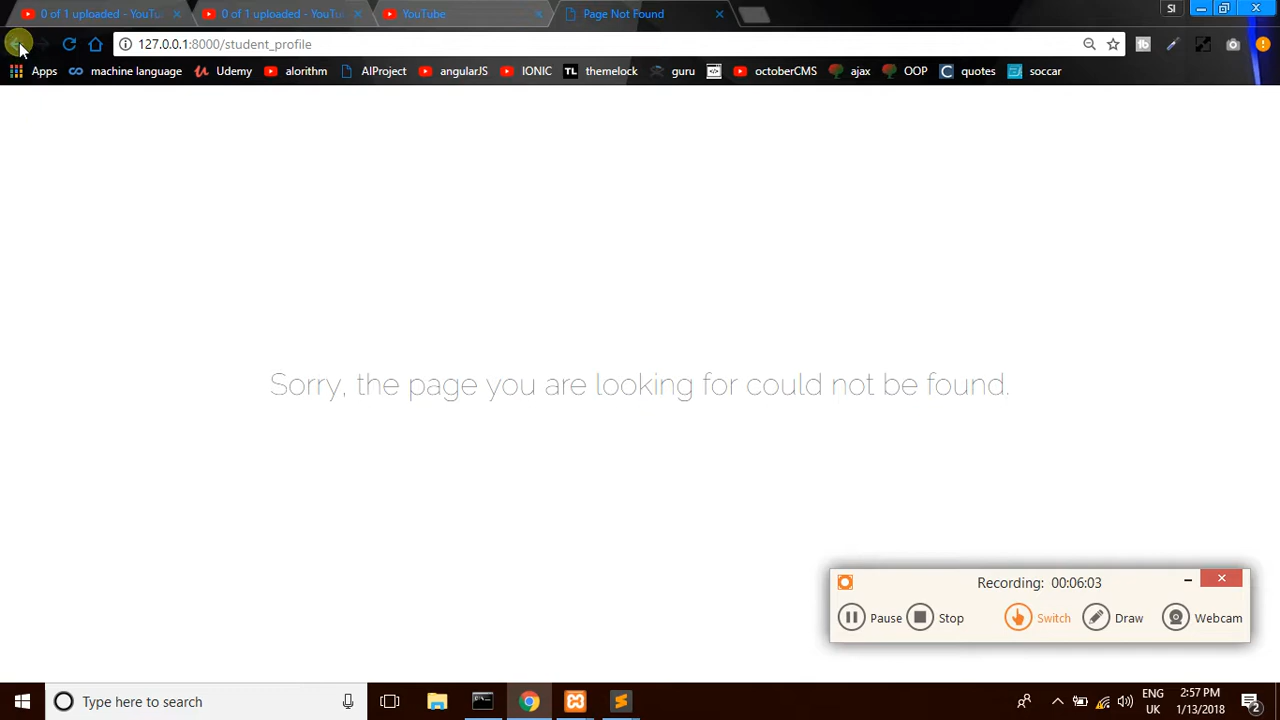 0 of 1 uploaded - YouTu
0 of 1 uploaded - YouTu
YouTube
Page Not Found
SI
127.0.0.1:8000/student_profile
Apps
machine language
Udemy
alorithm
AIProject
angularJS
IONIC
TL themelock
guru
octoberCMS
ajax
OOP
quotes
soccar
Sorry, the page you are looking for could not be found.
Recording: 00:06:03
Pause
Stop
Switch
Draw
Webcam
Type here to search
ENG
UK
2:57 PM
1/13/2018
2